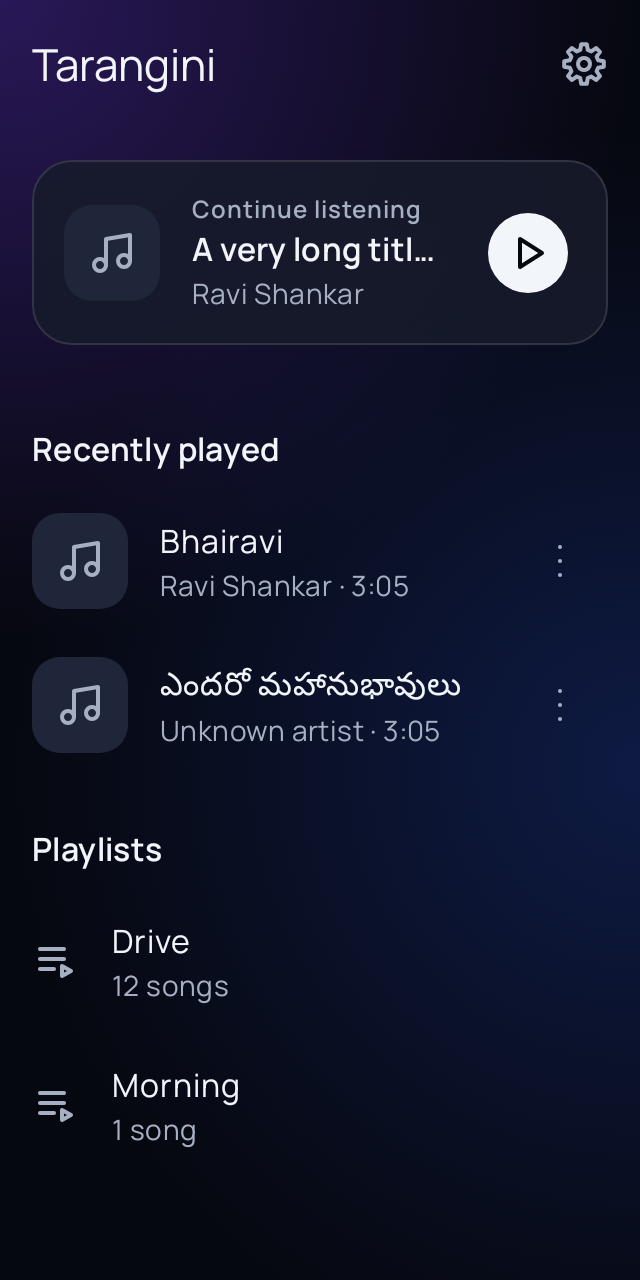 Tarangini
Continue listening
A very long titl...
Ravi Shankar
Recently played
Bhairavi
Ravi Shankar · 3:05
ఎందరో మహానుభావులు
Unknown artist · 3:05
Playlists
Drive
12 songs
Morning
1 song